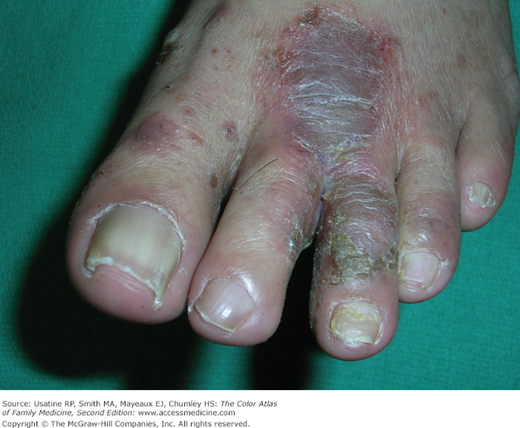 Source: Usatine RP, Smith MA, Mayeaux EJ, Chumley HS: The Color Atlas
of Family Medicine, Second Edition: www.accessmedicine.com
Copyright © The McGraw-Hill Companies, Inc. All rights reserved.